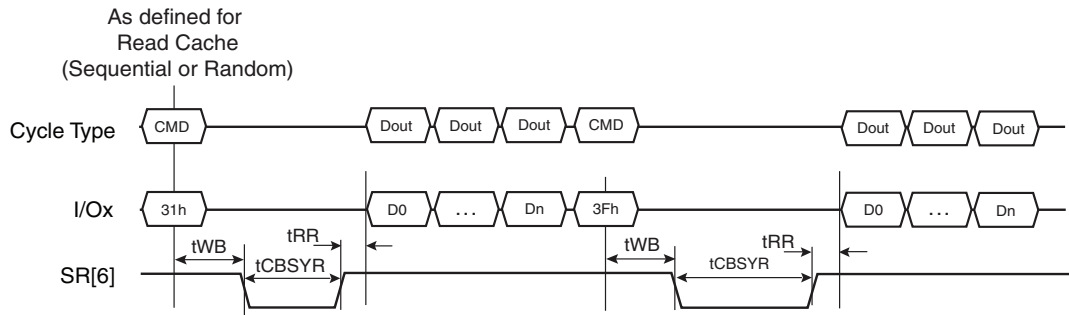 As defined for
Read Cache
(Sequential or Random)
Cycle Type CMD Dout Dout Dout CMD Dout Dout Dout
I/Ox 31h D0 ... Dn 3Fh D0 ... Dn
tWB tRR tWB tRR
SR[6] tCBSYR tCBSYR